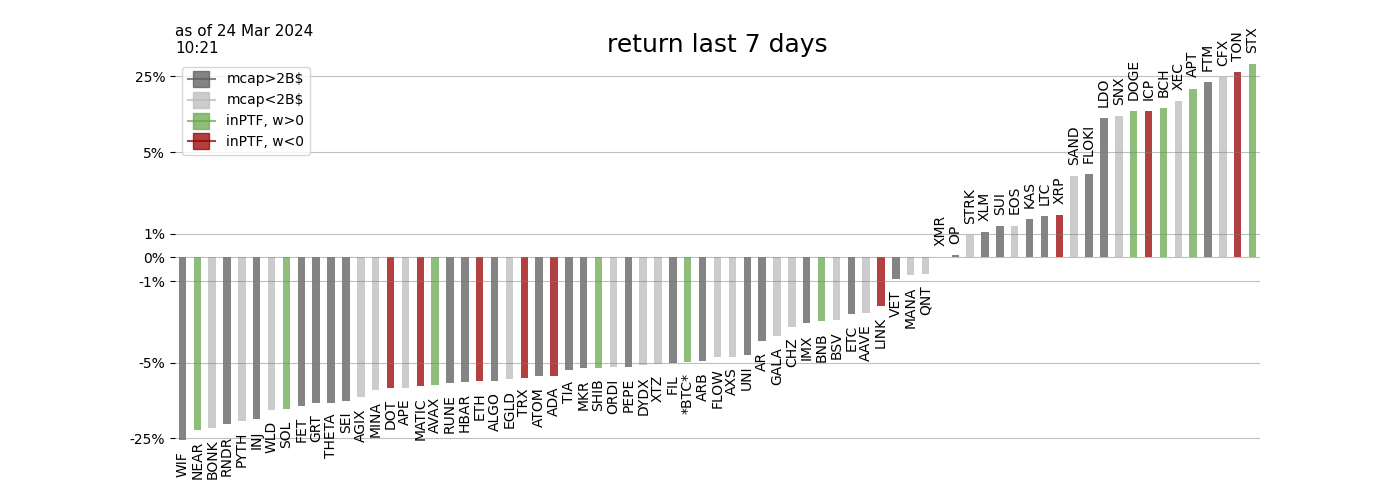 as of 24 Mar 2024
10:21
return last 7 days
mcap>2B$
mcap<2B$
inPTF, w>0
inPTF, w<0
25%
5%
1%
0%
-1%
-5%
-25%
WIF
NEAR
BONK
RNDR
PYTH
INJ
WLD
SOL
FET
GRT
THETA
SEI
AGIX
MINA
DOT
APE
MATIC
AVAX
RUNE
HBAR
ETH
ALGO
EGLD
TRX
ATOM
ADA
TIA
MKR
SHIB
ORDI
PEPE
DYDX
XTZ
FIL
*BTC*
ARB
FLOW
AXS
UNI
AR
GALA
CHZ
IMX
BNB
BSV
ETC
AAVE
LINK
VET
MANA
QNT
XMR
OP
STRK
XLM
SUI
EOS
KAS
LTC
XRP
SAND
FLOKI
LDO
SNX
DOGE
ICP
BCH
XEC
APT
FTM
CFX
TON
STX